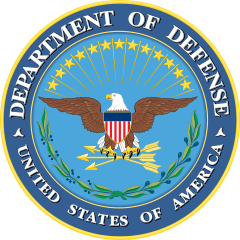 DEPARTMENT OF DEFENSE
UNITED STATES OF AMERICA